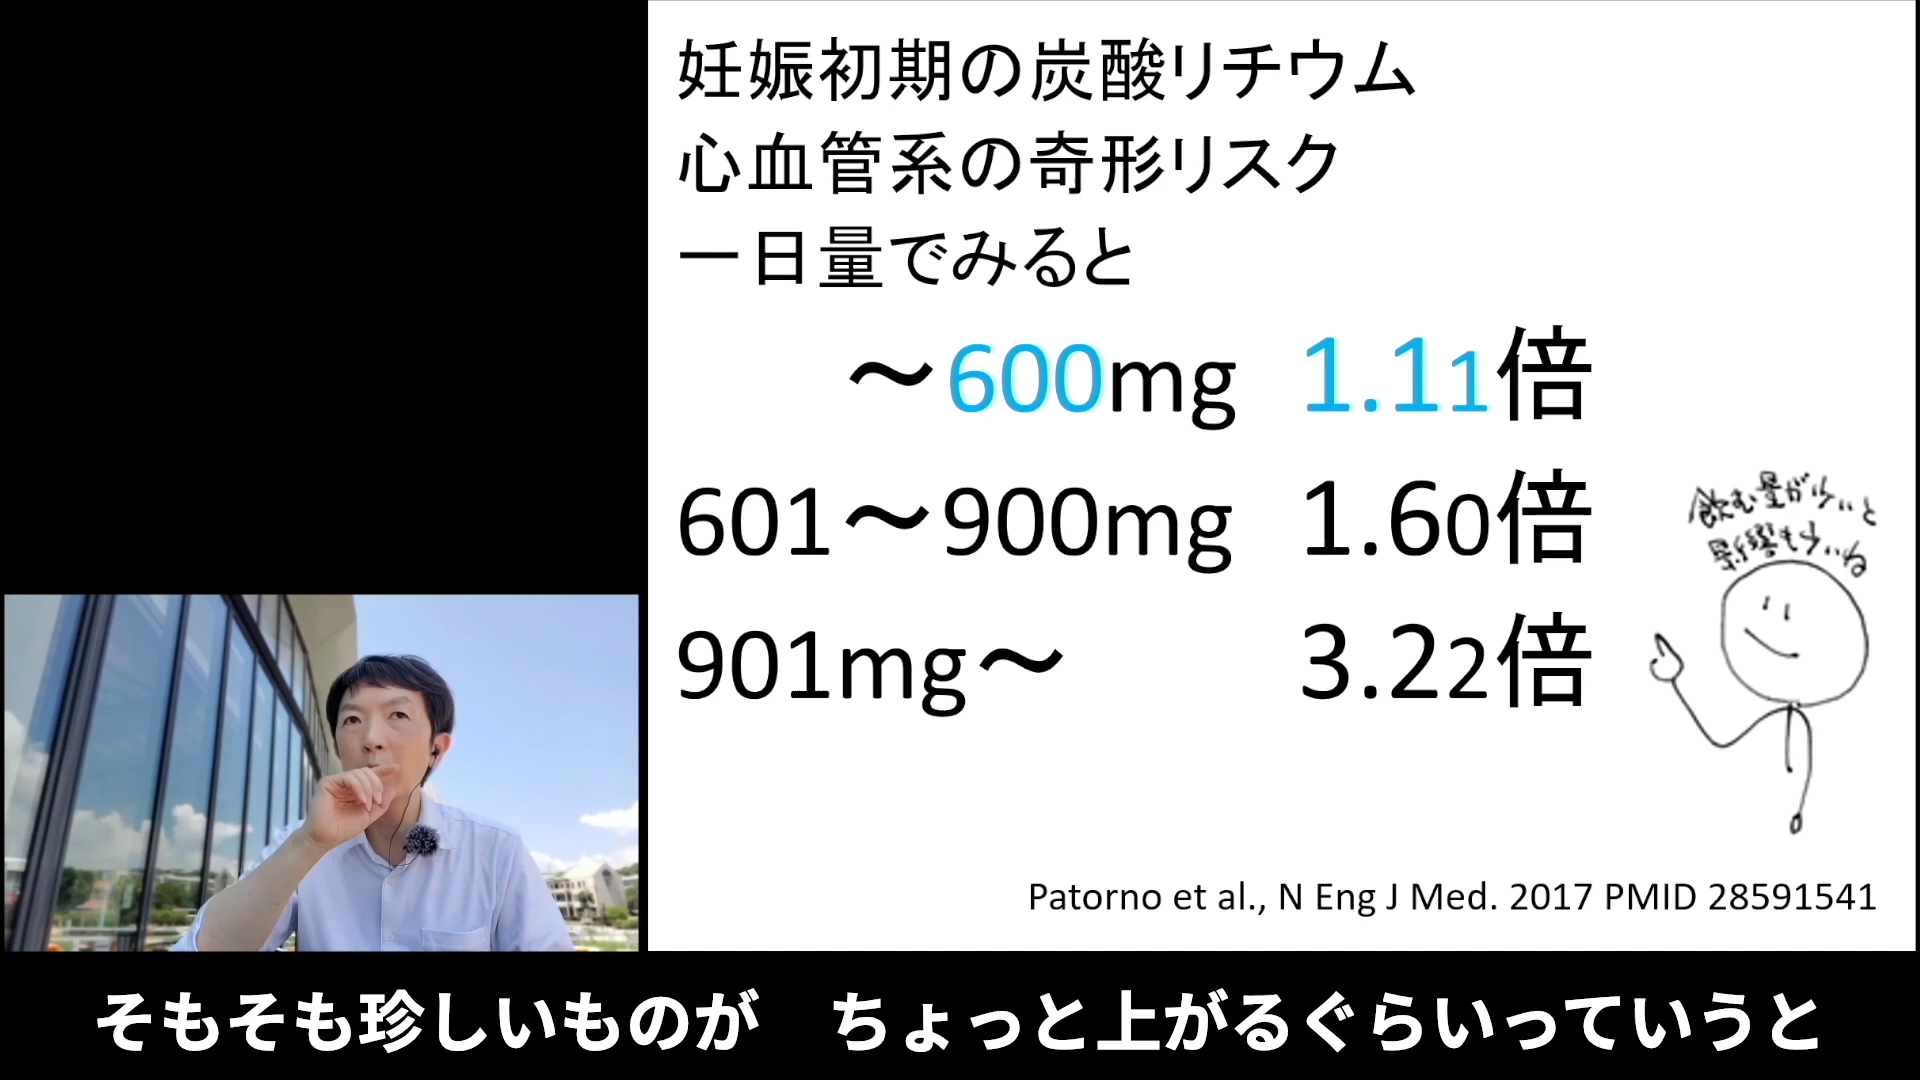 妊娠初期の炭酸リチウム
心血管系の奇形リスク
一日量でみると
～600mg 1.11倍
601～900mg 1.60倍
901mg～ 3.22倍
飲む量が少いと
影響も少いね
Patorno et al., N Eng J Med. 2017 PMID 28591541
そもそも珍しいものが ちょっと上がるぐらいっていうと